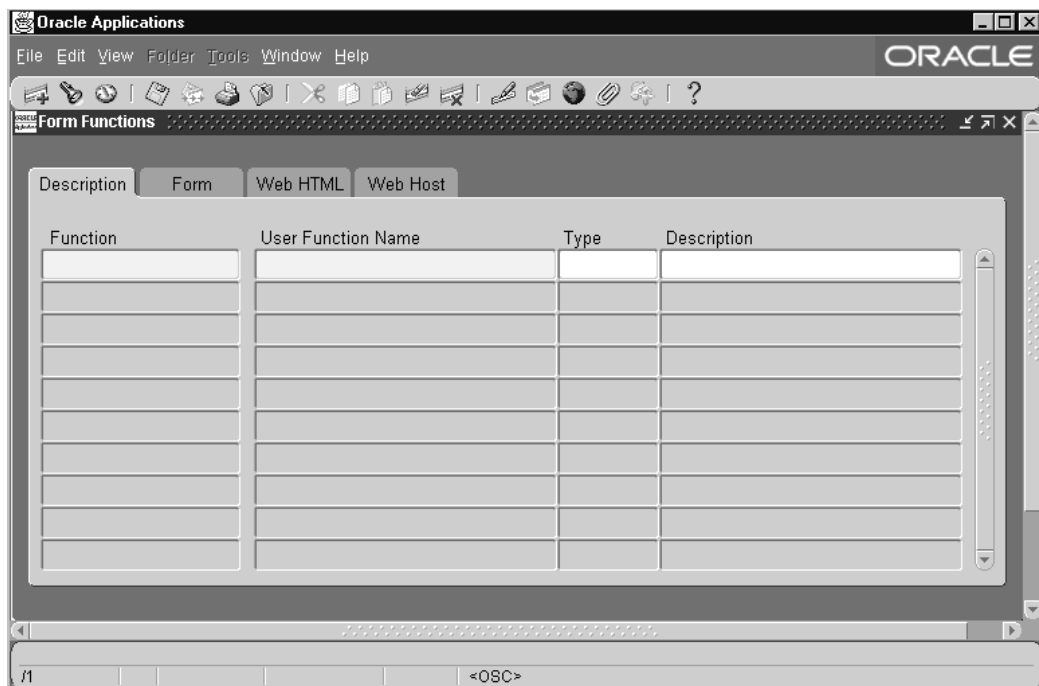 Oracle Applications
File Edit View Folder Tools Window Help
ORACLE
?
Form Functions
Description Form Web HTML Web Host
Function User Function Name Type Description
/1 <OSC>